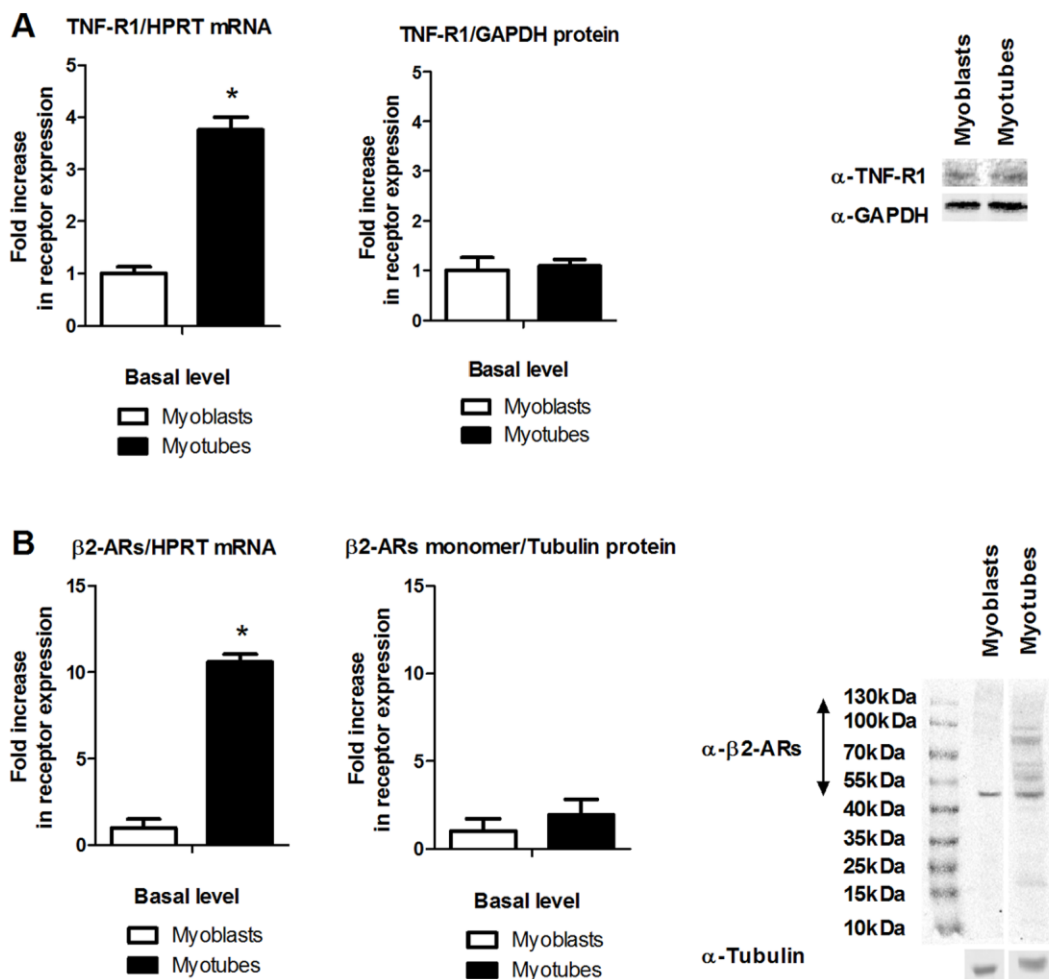 A
TNF-R1/HPRT mRNA
Fold increase
in receptor expression
5
4
3
2
1
0
*
Basal level
Myoblasts
Myotubes
TNF-R1/GAPDH protein
Fold increase
in receptor expression
5
4
3
2
1
0
Basal level
Myoblasts
Myotubes
Myoblasts
Myotubes
α-TNF-R1
α-GAPDH
B
β2-ARs/HPRT mRNA
Fold increase
in receptor expression
15
10
5
0
*
Basal level
Myoblasts
Myotubes
β2-ARs monomer/Tubulin protein
Fold increase
in receptor expression
15
10
5
0
Basal level
Myoblasts
Myotubes
Myoblasts
Myotubes
α-β2-ARs
130kDa
100kDa
70kDa
55kDa
40kDa
35kDa
25kDa
15kDa
10kDa
α-Tubulin